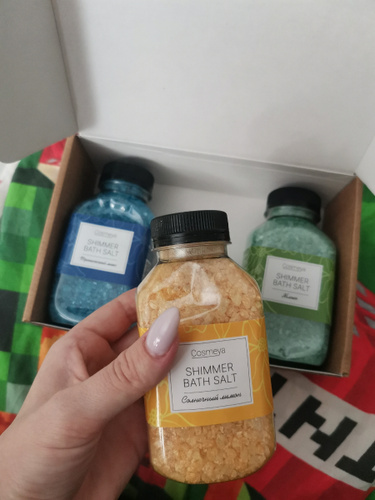 Cosmeya
SHIMMER
BATH SALT
Cosmeya
SHIMMER
BATH SALT
Cosmeya
SHIMMER
BATH SALT
Солнечный лимон